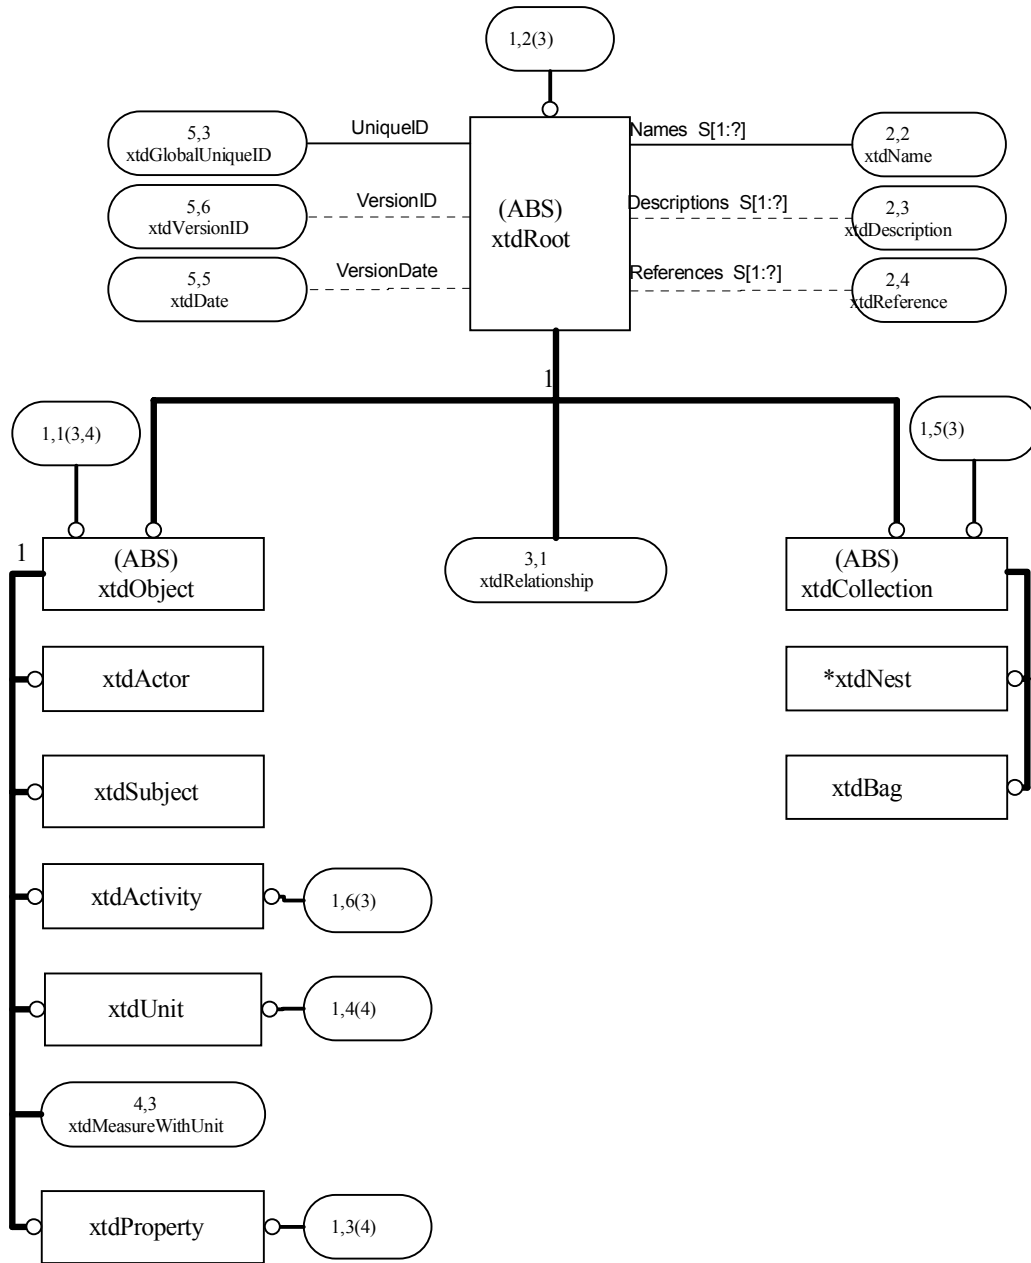 1,2(3)
5,3
xtdGlobalUniqueID
UniqueID
Names S[1:?]
2,2
xtdName
5,6
xtdVersionID
VersionID
(ABS)
xtdRoot
Descriptions S[1:?]
2,3
xtdDescription
5,5
xtdDate
VersionDate
References S[1:?]
2,4
xtdReference
1
1,1(3,4)
1,5(3)
1
(ABS)
xtdObject
3,1
xtdRelationship
(ABS)
xtdCollection
xtdActor
*xtdNest
xtdSubject
xtdBag
xtdActivity
1,6(3)
xtdUnit
1,4(4)
4,3
xtdMeasureWithUnit
xtdProperty
1,3(4)